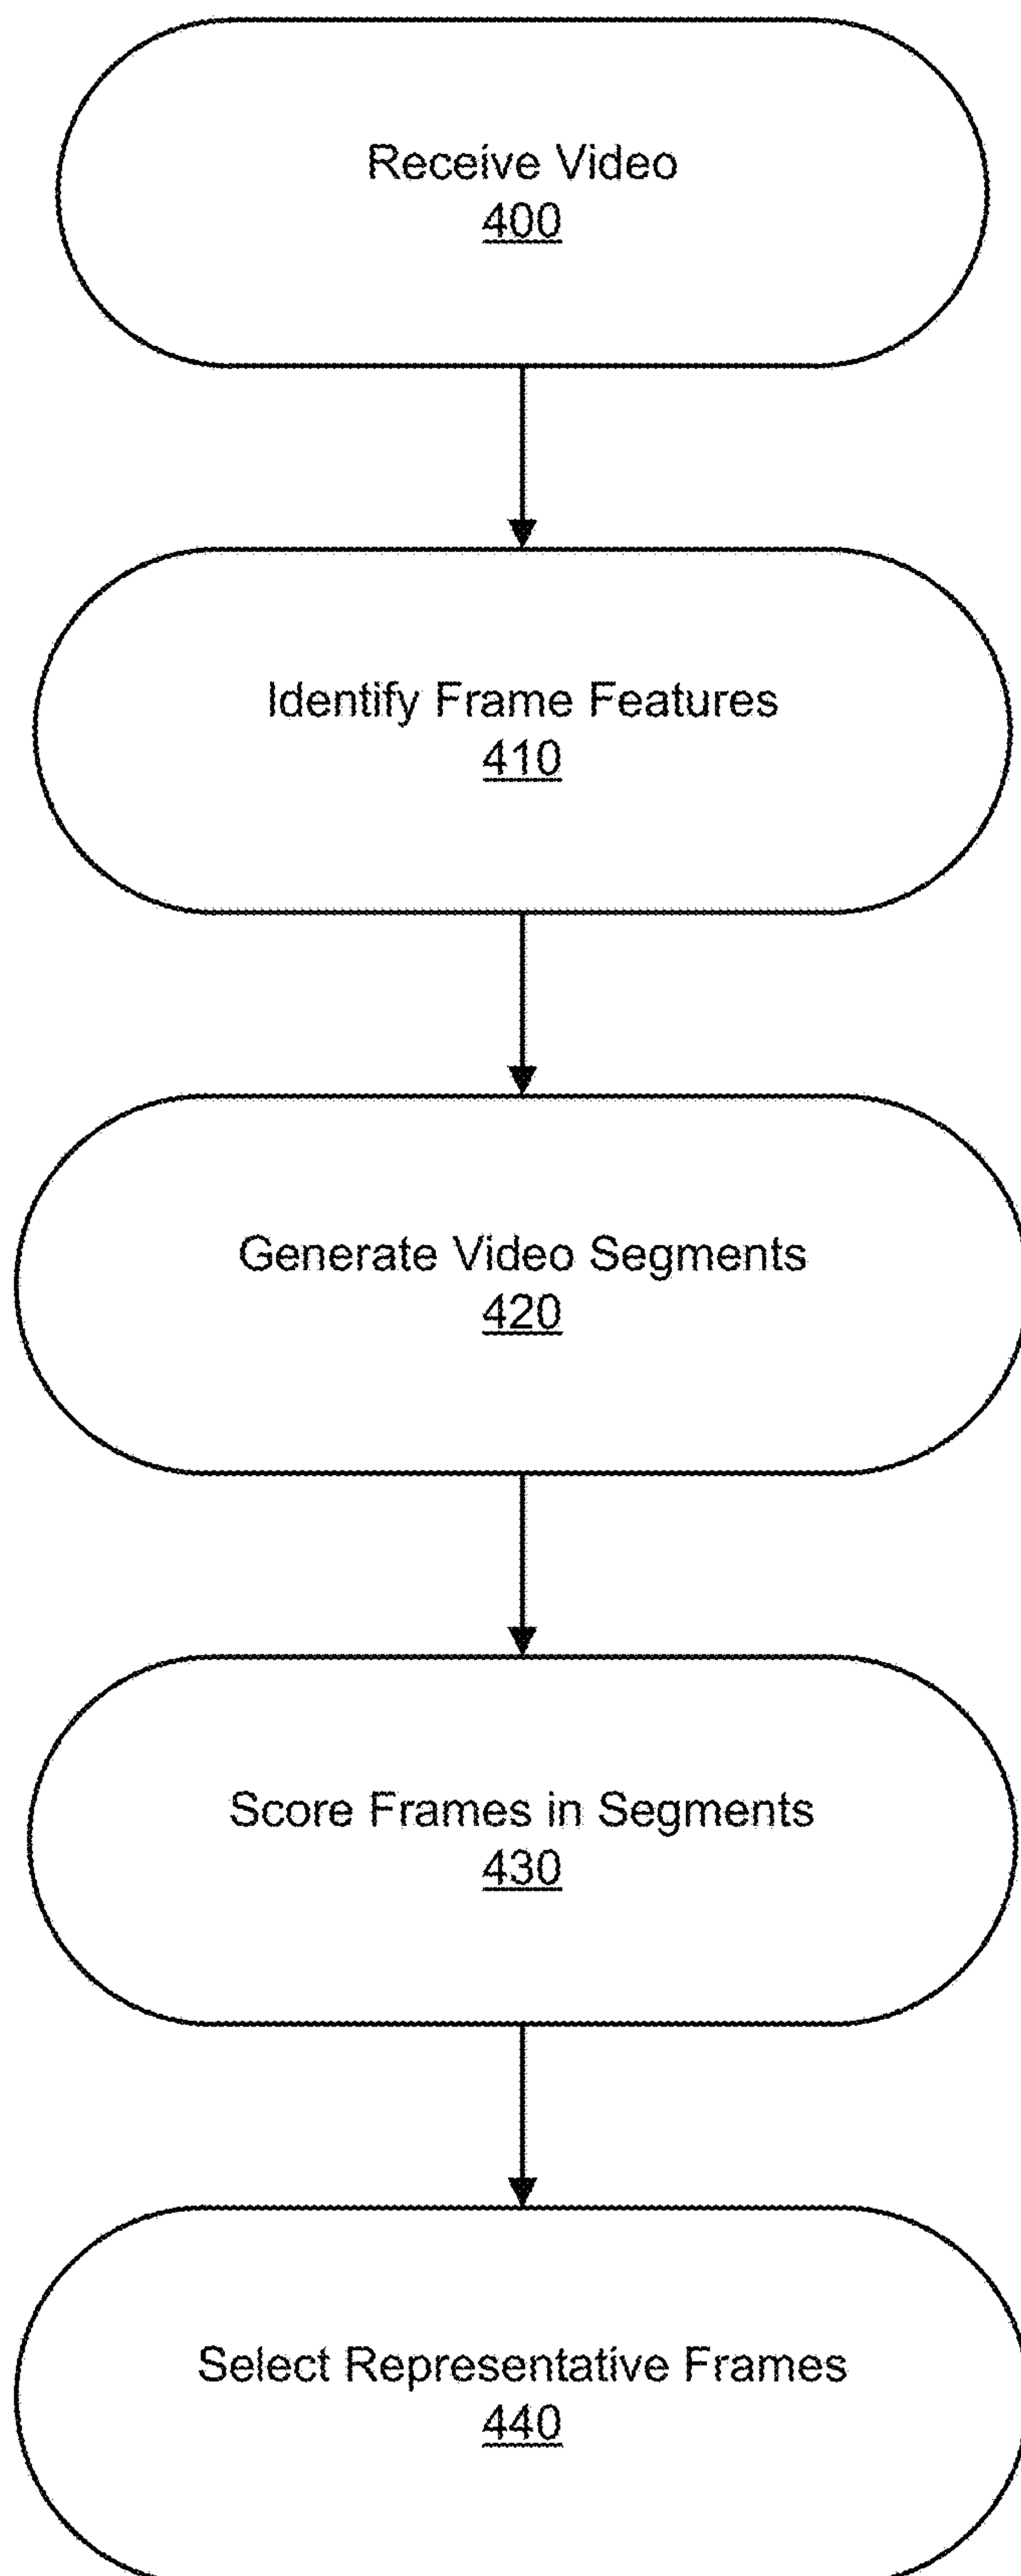 Receive Video
400
Identify Frame Features
410
Generate Video Segments
420
Score Frames in Segments
430
Select Representative Frames
440